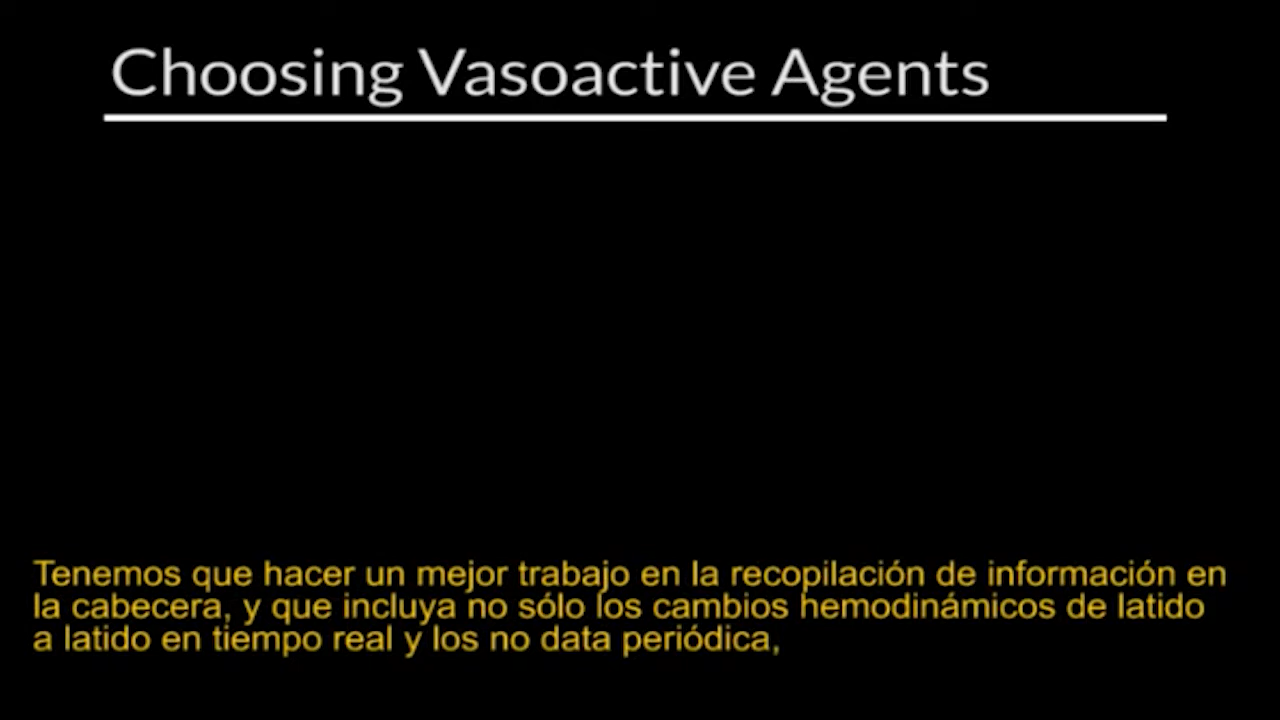 Choosing Vasoactive Agents
Tenemos que hacer un mejor trabajo en la recopilación de información en
la cabecera, y que incluya no sólo los cambios hemodinámicos de latido
a latido en tiempo real y los no data periódica,